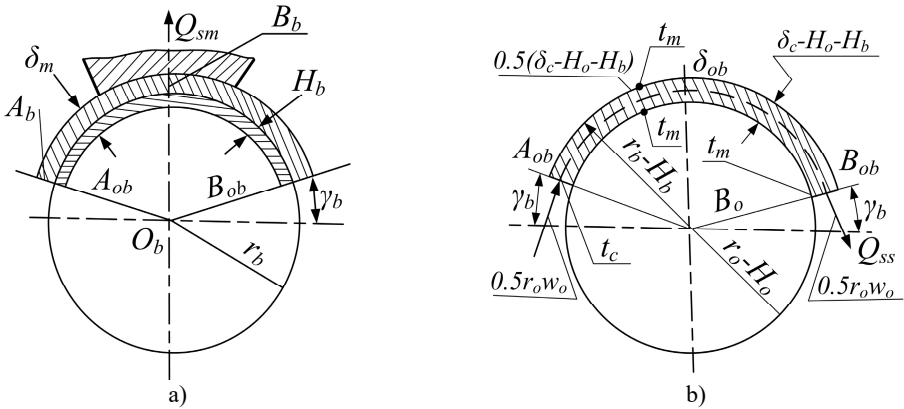 Q_sm
B_b
δ_m
H_b
A_b
A_ob
B_ob
γ_b
O_b
r_b
a)
t_m
δ_c-H_o-H_b
0.5(δ_c-H_o-H_b)
δ_ob
t_m
t_m
A_ob
r_b-H_b
B_ob
γ_b
B_o
γ_b
t_c
r_o-H_o
Q_ss
0.5r_ow_o
0.5r_ow_o
b)